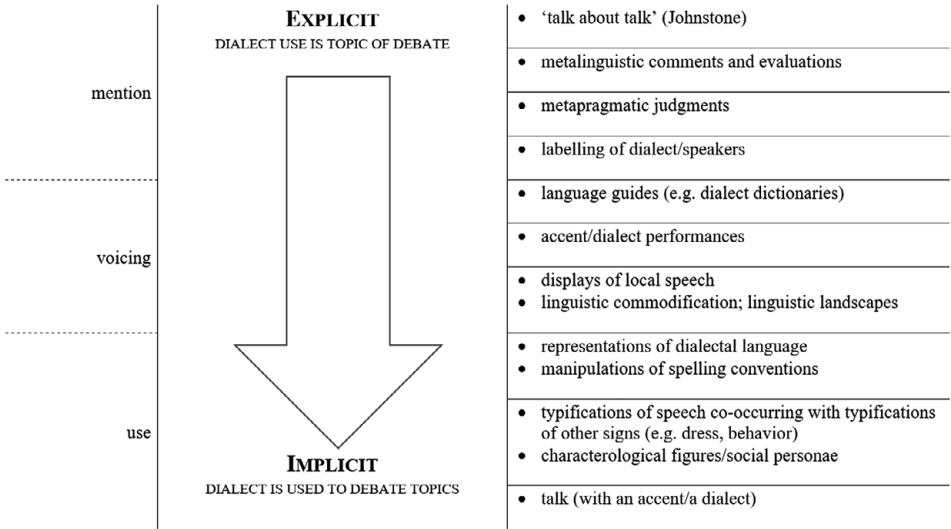 EXPLICIT
DIALECT USE IS TOPIC OF DEBATE
mention
voicing
use
IMPLICIT
DIALECT IS USED TO DEBATE TOPICS
• ‘talk about talk’ (Johnstone)
• metalinguistic comments and evaluations
• metapragmatic judgments
• labelling of dialect/speakers
• language guides (e.g. dialect dictionaries)
• accent/dialect performances
• displays of local speech
• linguistic commodification; linguistic landscapes
• representations of dialectal language
• manipulations of spelling conventions
• typifications of speech co-occurring with typifications
of other signs (e.g. dress, behavior)
• characterological figures/social personae
• talk (with an accent/a dialect)